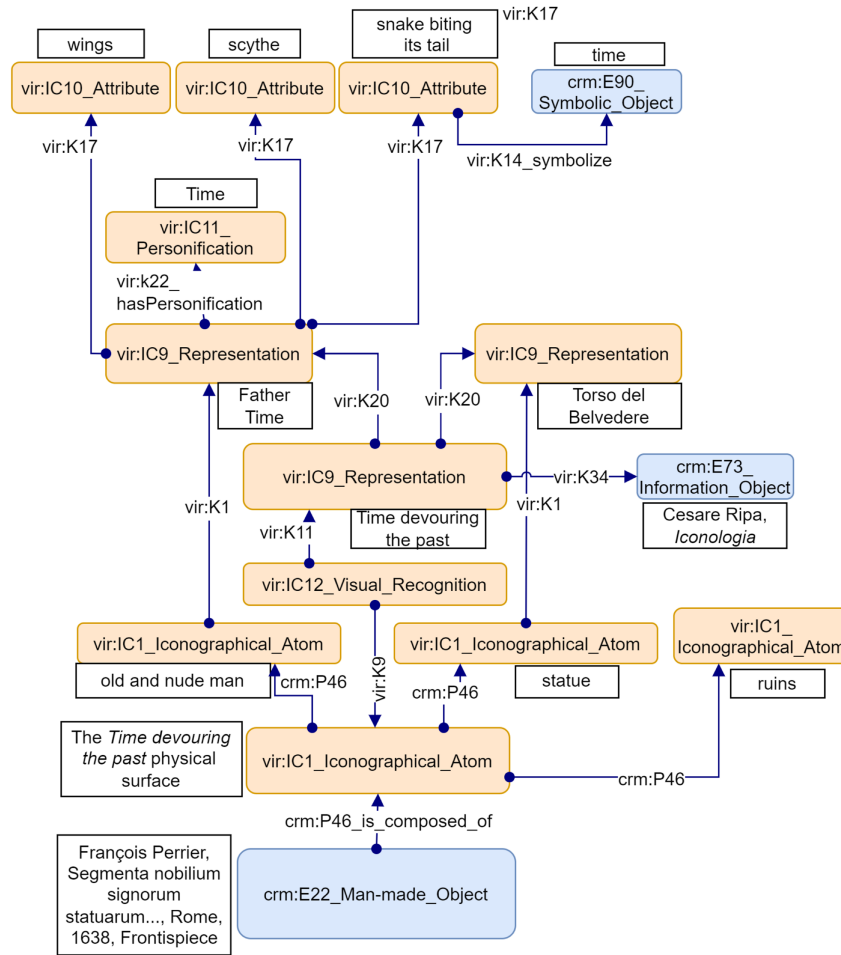 vir:K17
wings
scythe
snake biting
its tail
time
vir:IC10_Attribute
vir:IC10_Attribute
vir:IC10_Attribute
crm:E90_
Symbolic_Object
vir:K17
vir:K17
vir:K17
vir:K14_symbolize
Time
vir:IC11_
Personification
vir:k22_
hasPersonification
vir:IC9_Representation
vir:IC9_Representation
Father
Time
Torso del
Belvedere
vir:K20
vir:K20
vir:IC9_Representation
vir:K34
crm:E73_
Information_Object
vir:K1
vir:K1
Time devouring
the past
Cesare Ripa,
Iconologia
vir:K11
vir:IC12_Visual_Recognition
vir:IC1_Iconographical_Atom
vir:IC1_Iconographical_Atom
vir:IC1_
Iconographical_Atom
old and nude man
vir:K9
statue
ruins
crm:P46
crm:P46
The Time devouring
the past physical
surface
vir:IC1_Iconographical_Atom
crm:P46
crm:P46_is_composed_of
François Perrier,
Segmenta nobilium
signorum
statuarum..., Rome,
1638, Frontispiece
crm:E22_Man-made_Object